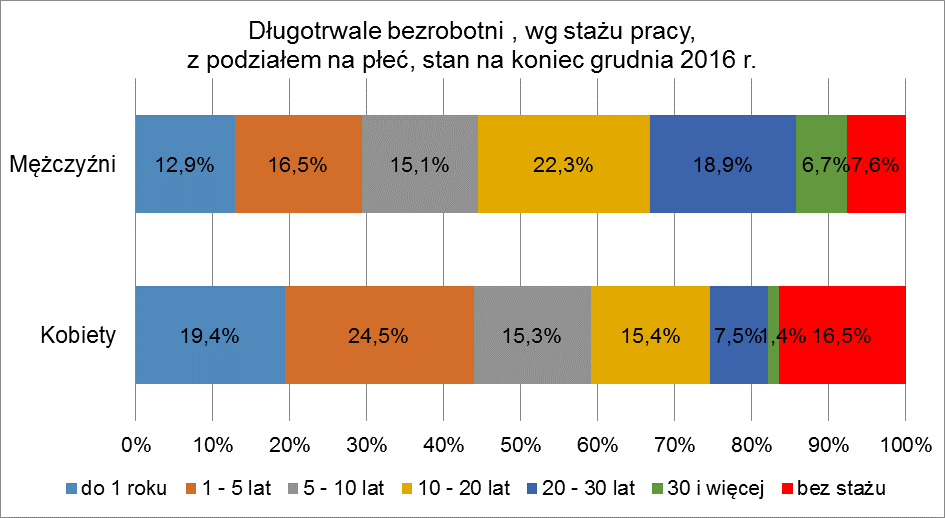 Długotrwale bezrobotni , wg stażu pracy,
z podziałem na płeć, stan na koniec grudnia 2016 r.
Mężczyźni 12,9% 16,5% 15,1% 22,3% 18,9% 6,7% 7,6%
Kobiety 19,4% 24,5% 15,3% 15,4% 7,5% 1,4% 16,5%
0% 10% 20% 30% 40% 50% 60% 70% 80% 90% 100%
do 1 roku 1 - 5 lat 5 - 10 lat 10 - 20 lat 20 - 30 lat 30 i więcej bez stażu